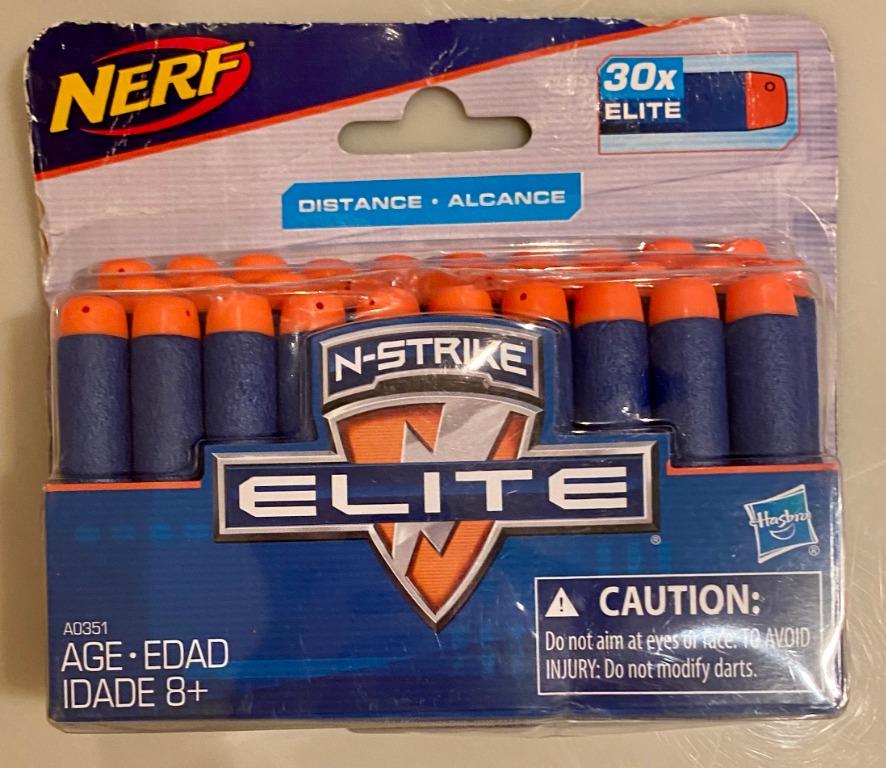 NERF®
30x
ELITE
DISTANCE • ALCANCE
N-STRIKE
ELITE
®
Hasbro
®
A0351
AGE • EDAD
IDADE 8+
CAUTION:
Do not aim at eyes or face. TO AVOID
INJURY: Do not modify darts.